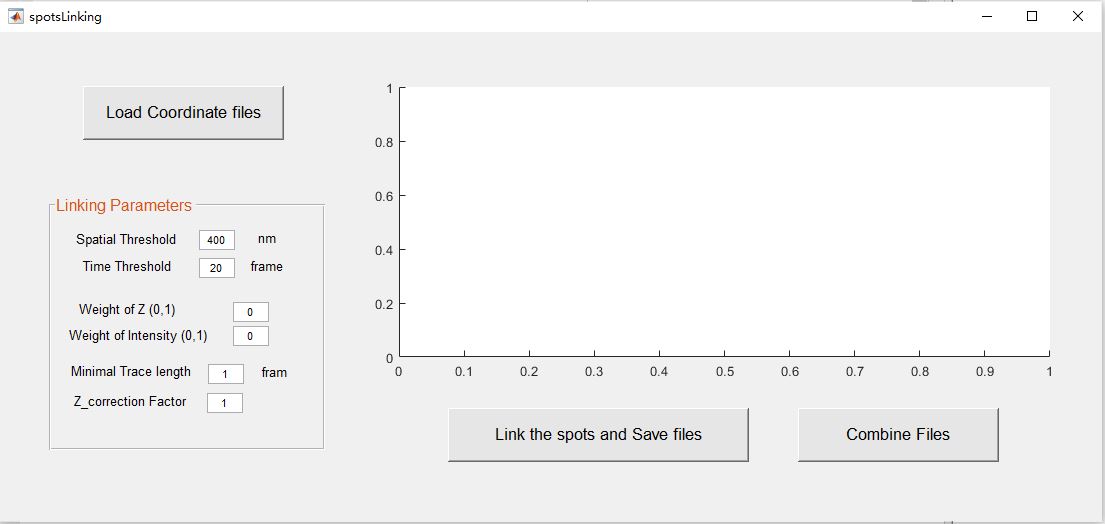 spotsLinking
Load Coordinate files
Linking Parameters
Spatial Threshold 400 nm
Time Threshold 20 frame
Weight of Z (0,1) 0
Weight of Intensity (0,1) 0
Minimal Trace length 1 fram
Z_correction Factor 1
1
0.8
0.6
0.4
0.2
0
0 0.1 0.2 0.3 0.4 0.5 0.6 0.7 0.8 0.9 1
Link the spots and Save files
Combine Files